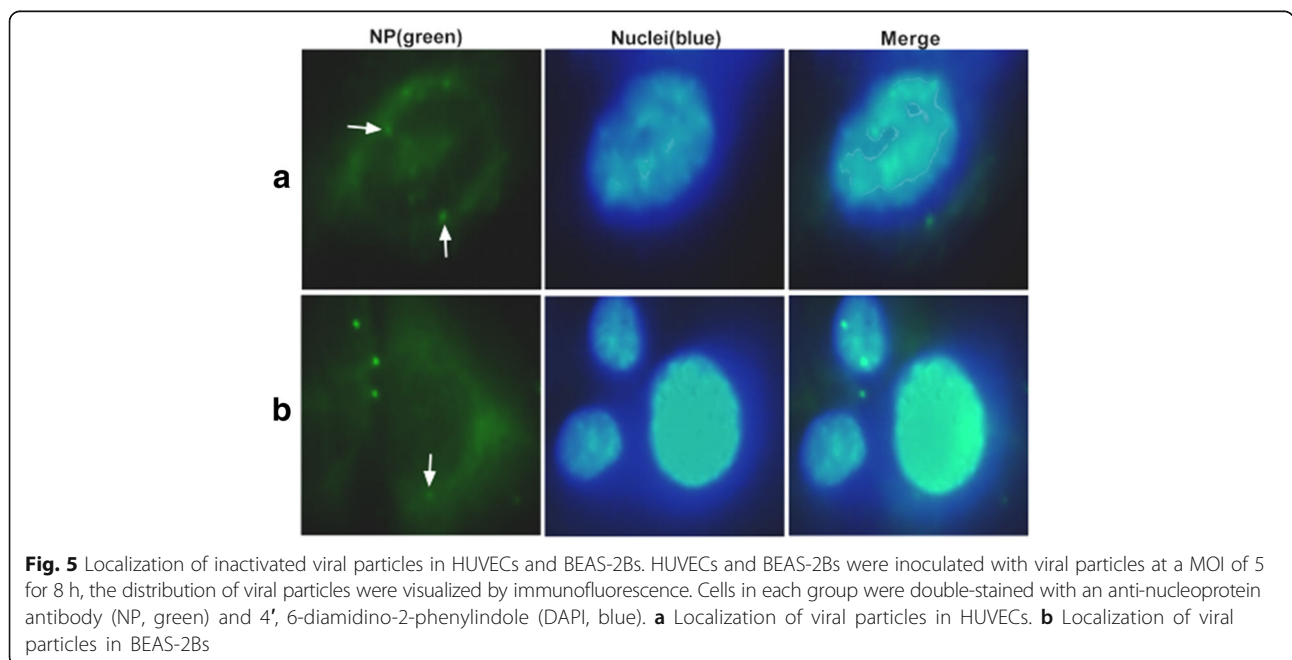 NP(green) Nuclei(blue) Merge
a
b
Fig. 5 Localization of inactivated viral particles in HUVECs and BEAS-2Bs. HUVECs and BEAS-2Bs were inoculated with viral particles at a MOI of 5
for 8 h, the distribution of viral particles were visualized by immunofluorescence. Cells in each group were double-stained with an anti-nucleoprotein
antibody (NP, green) and 4′, 6-diamidino-2-phenylindole (DAPI, blue). a Localization of viral particles in HUVECs. b Localization of viral
particles in BEAS-2Bs